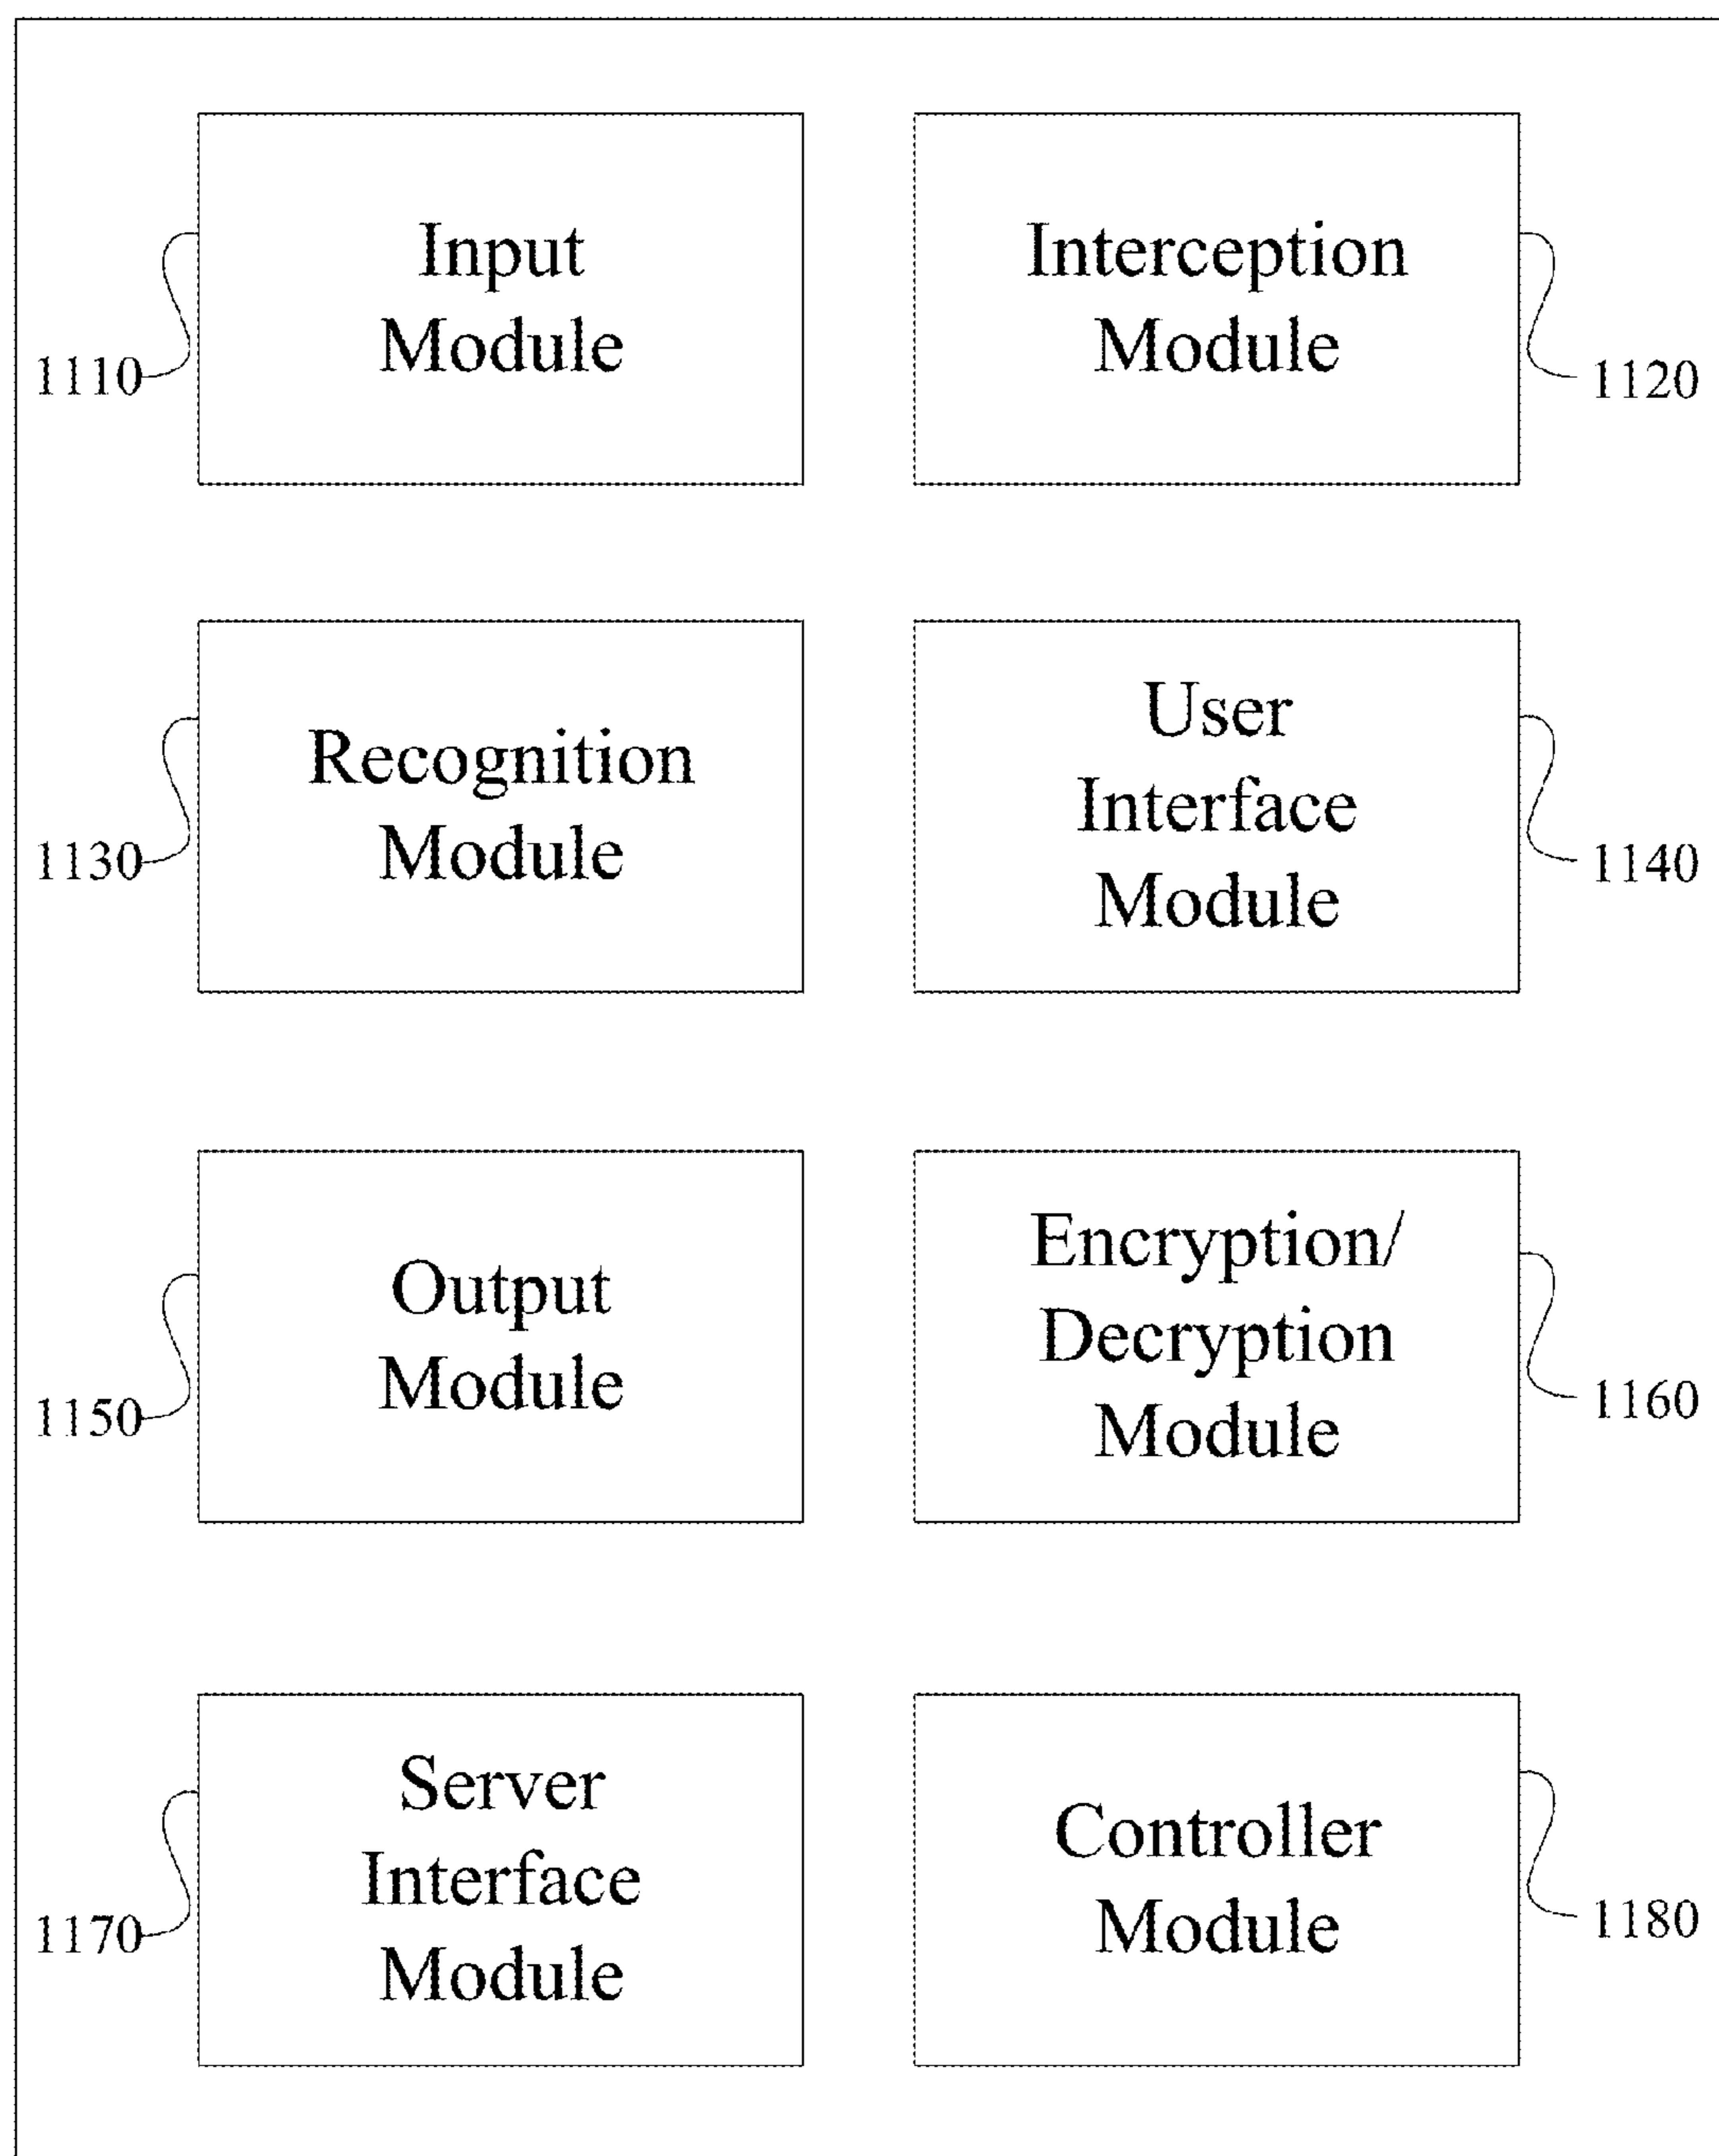 Input
Module
1110
Interception
Module
1120
Recognition
Module
1130
User
Interface
Module
1140
Output
Module
1150
Encryption/
Decryption
Module
1160
Server
Interface
Module
1170
Controller
Module
1180